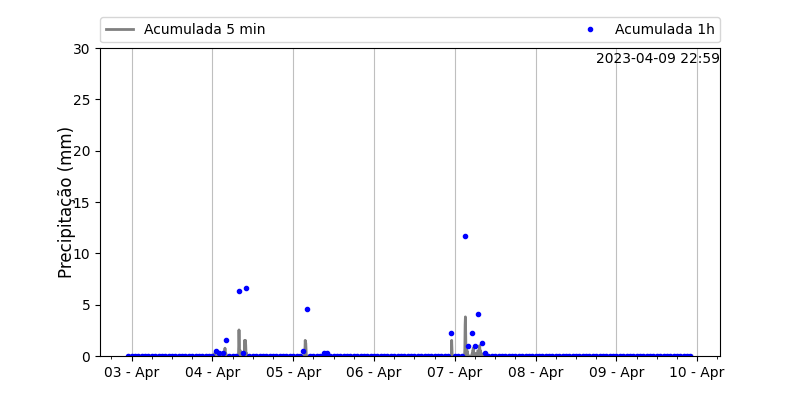 Acumulada 5 min
Acumulada 1h
2023-04-09 22:59
Precipitação (mm)
30
25
20
15
10
5
0
03 - Apr
04 - Apr
05 - Apr
06 - Apr
07 - Apr
08 - Apr
09 - Apr
10 - Apr